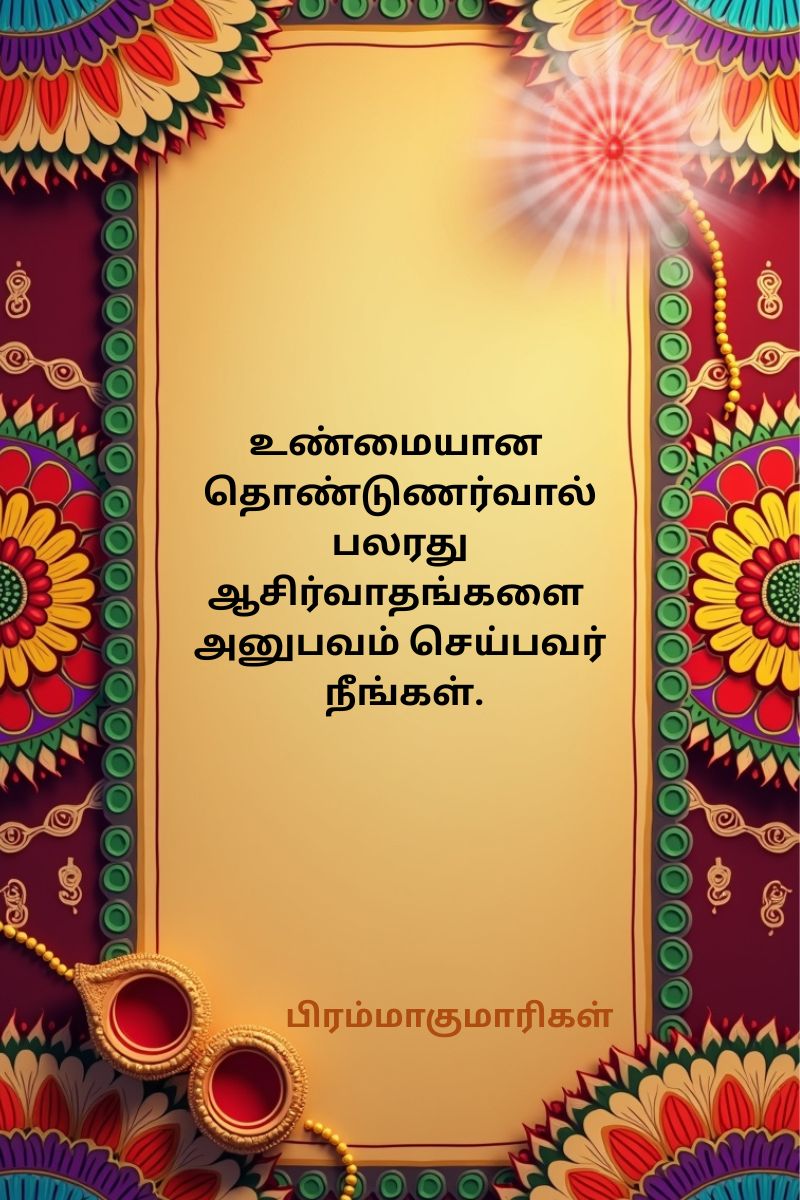 உண்மையான
தொண்டுணர்வால்
பலரது
ஆசிர்வாதங்களை
அனுபவம் செய்பவர்
நீங்கள்.
பிரம்மாகுமாரிகள்